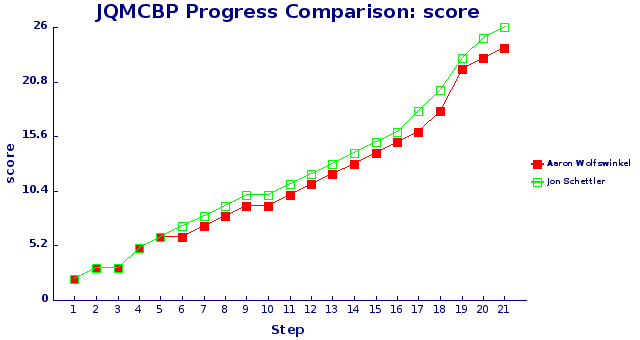 JQMCBP Progress Comparison: score
26
20.8
15.6
10.4
5.2
0
score
1 2 3 4 5 6 7 8 9 10 11 12 13 14 15 16 17 18 19 20 21
Step
Aaron Wolfswinkel
Jon Schettler